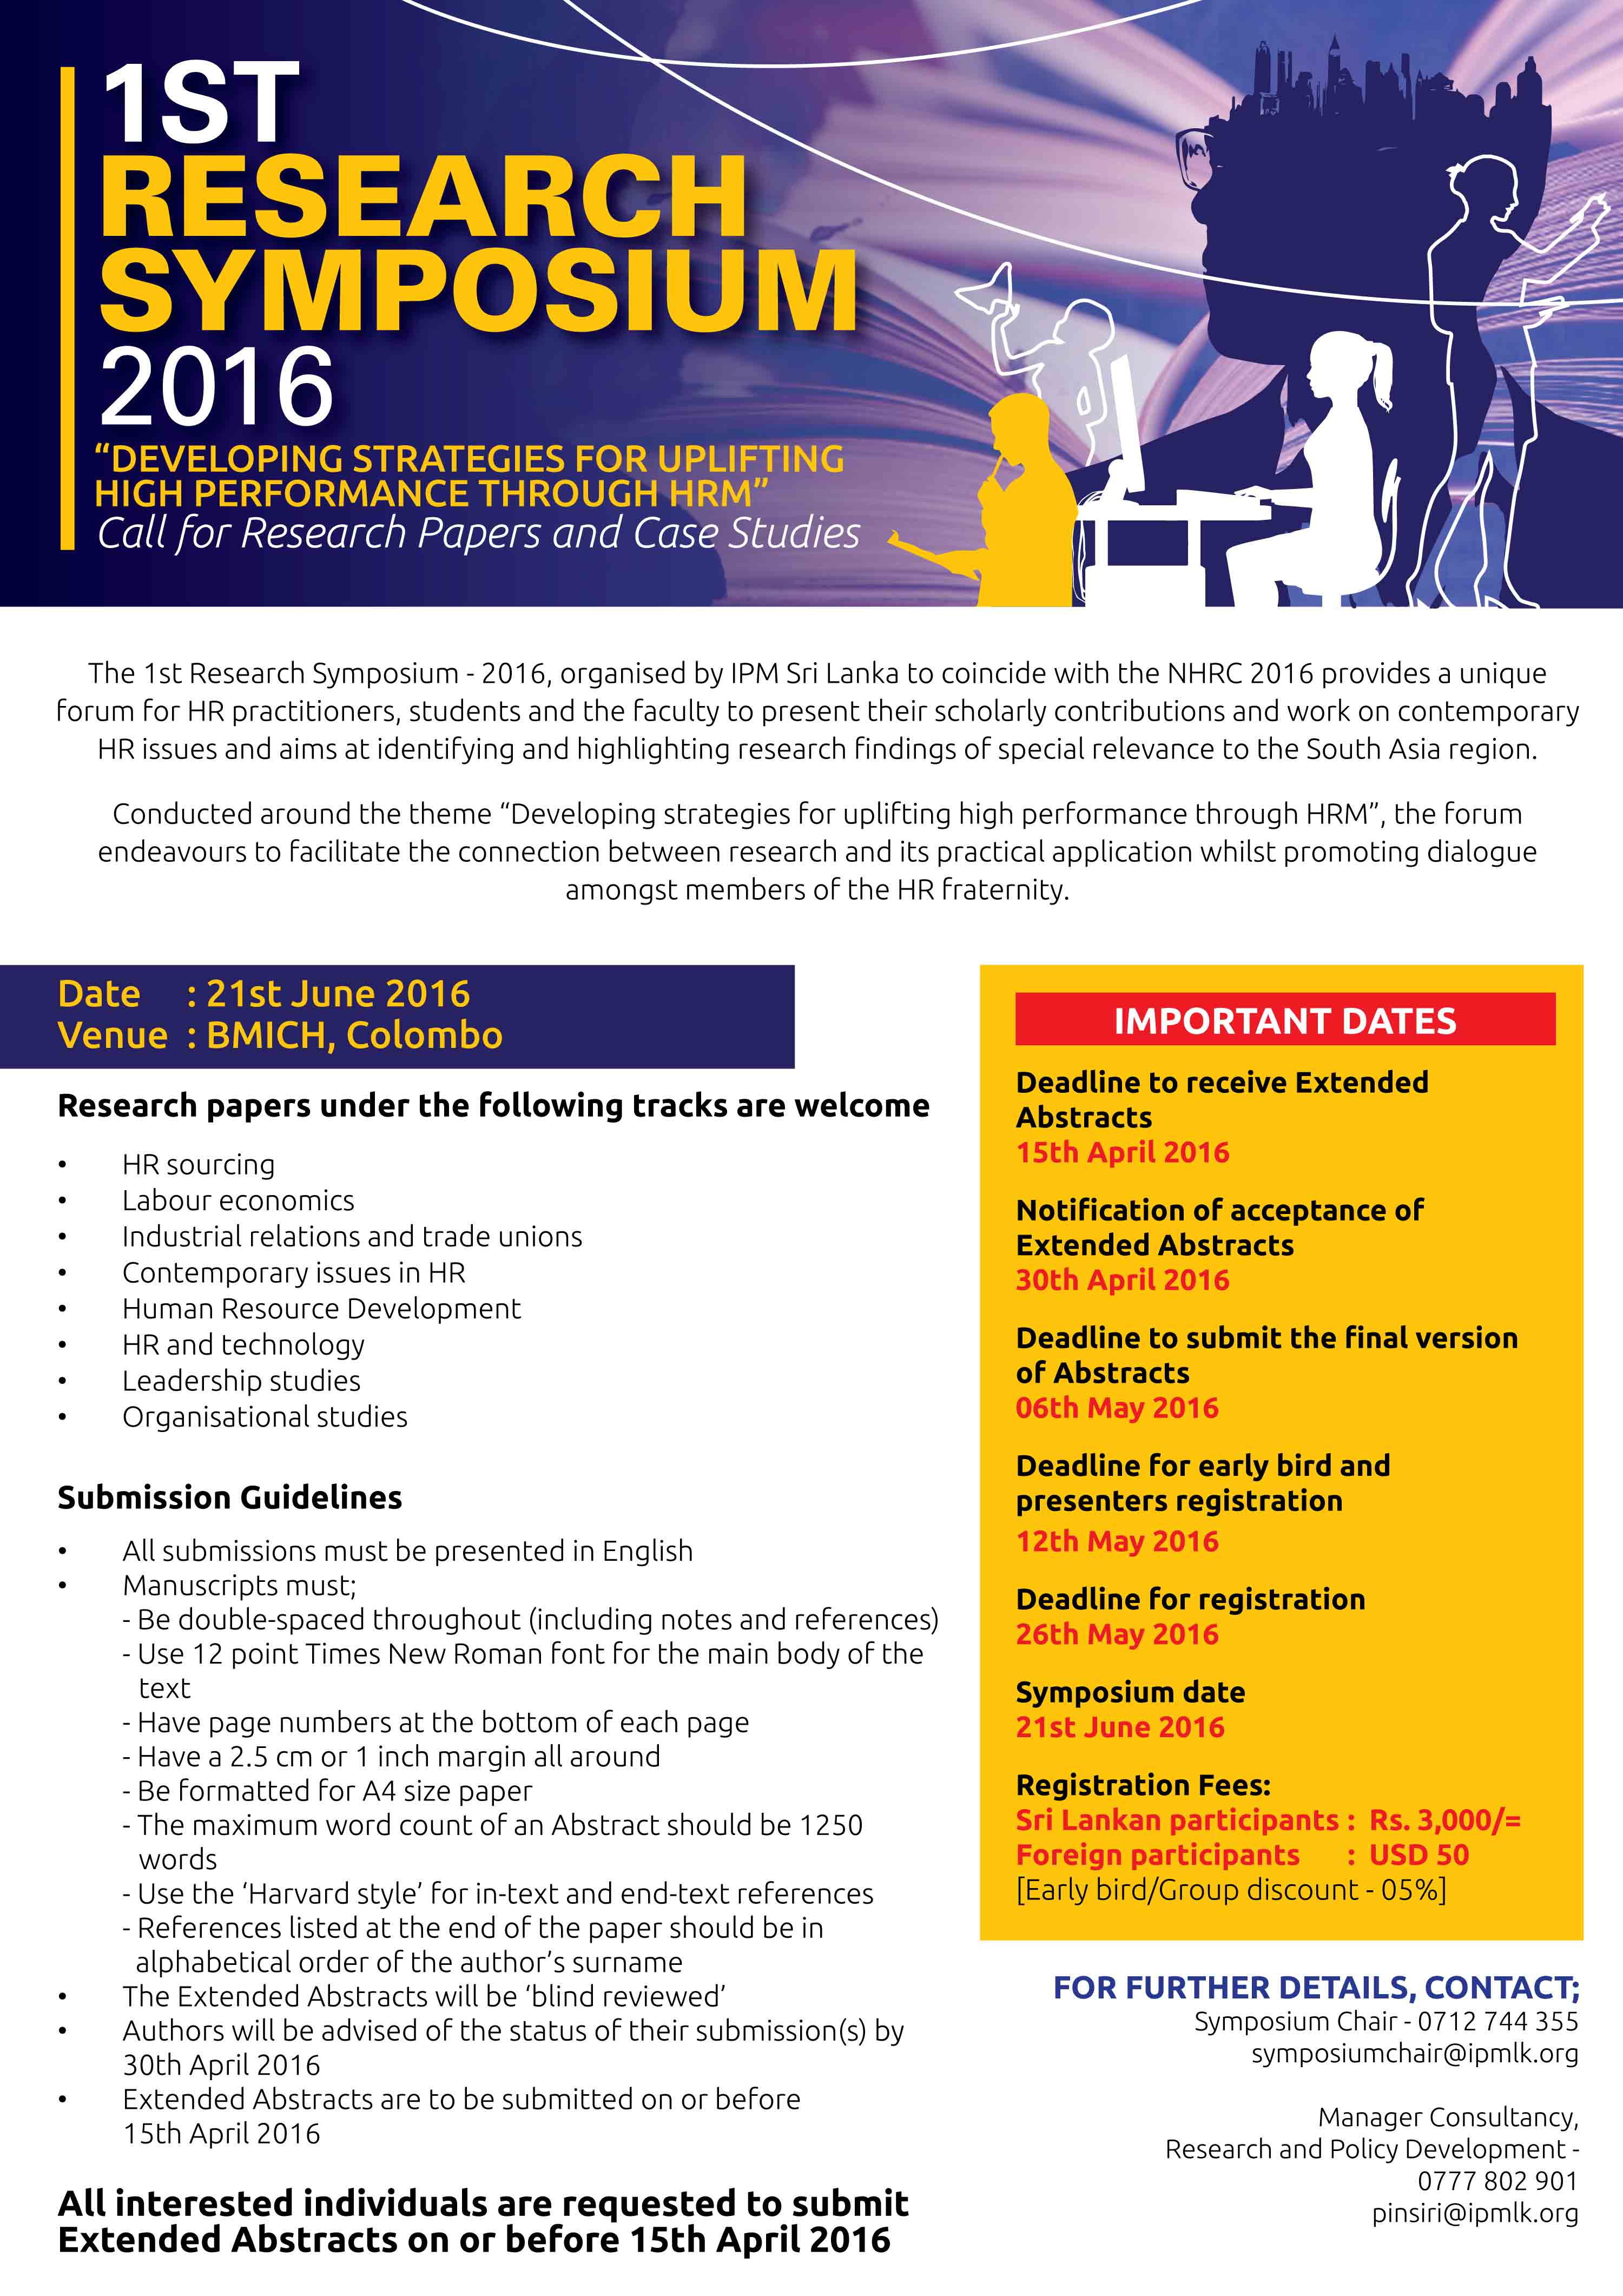 1ST
RESEARCH
SYMPOSIUM
2016
“DEVELOPING STRATEGIES FOR UPLIFTING
HIGH PERFORMANCE THROUGH HRM”
Call for Research Papers and Case Studies
The 1st Research Symposium - 2016, organised by IPM Sri Lanka to coincide with the NHRC 2016 provides a unique
forum for HR practitioners, students and the faculty to present their scholarly contributions and work on contemporary
HR issues and aims at identifying and highlighting research findings of special relevance to the South Asia region.
Conducted around the theme “Developing strategies for uplifting high performance through HRM”, the forum
endeavours to facilitate the connection between research and its practical application whilst promoting dialogue
amongst members of the HR fraternity.
Date : 21st June 2016
Venue : BMICH, Colombo
Research papers under the following tracks are welcome
• HR sourcing
• Labour economics
• Industrial relations and trade unions
• Contemporary issues in HR
• Human Resource Development
• HR and technology
• Leadership studies
• Organisational studies
Submission Guidelines
• All submissions must be presented in English
• Manuscripts must;
- Be double-spaced throughout (including notes and references)
- Use 12 point Times New Roman font for the main body of the
text
- Have page numbers at the bottom of each page
- Have a 2.5 cm or 1 inch margin all around
- Be formatted for A4 size paper
- The maximum word count of an Abstract should be 1250
words
- Use the ‘Harvard style’ for in-text and end-text references
- References listed at the end of the paper should be in
alphabetical order of the author’s surname
• The Extended Abstracts will be ‘blind reviewed’
• Authors will be advised of the status of their submission(s) by
30th April 2016
• Extended Abstracts are to be submitted on or before
15th April 2016
All interested individuals are requested to submit
Extended Abstracts on or before 15th April 2016
IMPORTANT DATES
Deadline to receive Extended
Abstracts
15th April 2016
Notification of acceptance of
Extended Abstracts
30th April 2016
Deadline to submit the final version
of Abstracts
06th May 2016
Deadline for early bird and
presenters registration
12th May 2016
Deadline for registration
26th May 2016
Symposium date
21st June 2016
Registration Fees:
Sri Lankan participants : Rs. 3,000/=
Foreign participants : USD 50
[Early bird/Group discount - 05%]
FOR FURTHER DETAILS, CONTACT;
Symposium Chair - 0712 744 355
symposiumchair@ipmlk.org
Manager Consultancy,
Research and Policy Development -
0777 802 901
pinsiri@ipmlk.org